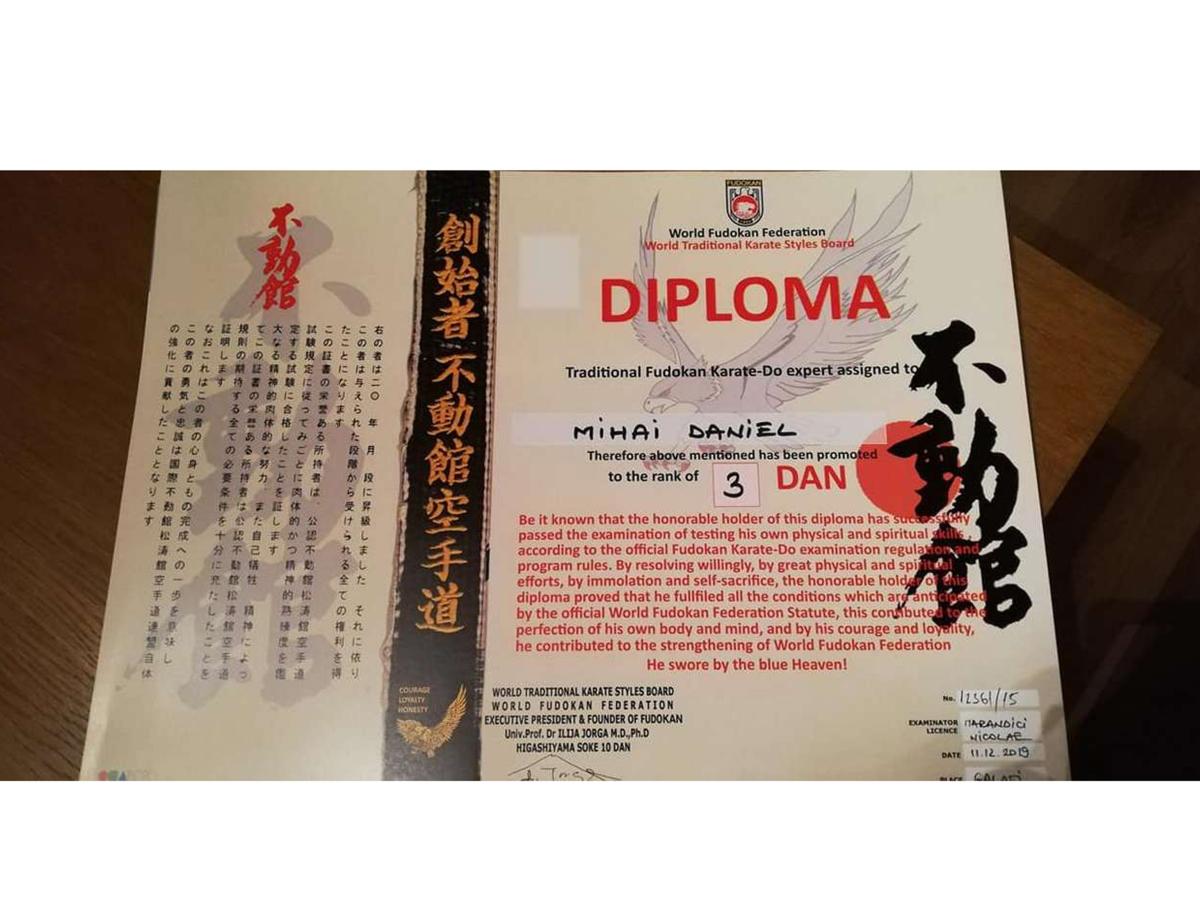 不動館
右の者は二〇 年 月 段に昇級しました それに依り
この者は与えられた段階から受けられる全ての権利を得
たことになります
この証書の栄誉ある所持者は、公認不動館松涛館空手道
試験規定に従ってみごとに肉体的かつ精神的熟練度を鑑
定する試験に合格したことを証します
大なる精神的肉体的な努力 また自己犠牲 精神によっ
てこの証書の栄誉ある所持者は公認不動館松涛館空手道
規則の期待する全ての必要条件を十分に充たしたことを
証明します
なおこれはこの者の心身ともの完成への一歩を意味し
この者の勇気と忠誠は国際不動館松涛館空手道連盟自体
の強化に貢献したこととなります
創始者 不動館空手道
COURAGE
LOYALTY
HONESTY
FUDOKAN
World Fudokan Federation
World Traditional Karate Styles Board
DIPLOMA
Traditional Fudokan Karate-Do expert assigned to
MIHAI DANIEL
Therefore above mentioned has been promoted
to the rank of 3 DAN
不動館
Be it known that the honorable holder of this diploma has successfully
passed the examination of testing his own physical and spiritual skills
according to the official Fudokan Karate-Do examination regulation and
program rules. By resolving willingly, by great physical and spiritual
efforts, by immolation and self-sacrifice, the honorable holder of this
diploma proved that he fullfiled all the conditions which are anticipated
by the official World Fudokan Federation Statute, this contributed to the
perfection of his own body and mind, and by his courage and loyality,
he contributed to the strengthening of World Fudokan Federation
He swore by the blue Heaven!
WORLD TRADITIONAL KARATE STYLES BOARD
WORLD FUDOKAN FEDERATION
EXECUTIVE PRESIDENT & FOUNDER OF FUDOKAN
Univ.Prof. Dr ILIJA JORGA M.D.,Ph.D
HIGASHIYAMA SOKE 10 DAN
No. 12361/15
EXAMINATOR LICENCE MARANDICI NICOLAE
DATE 11.12.2019
PLACE GALATI